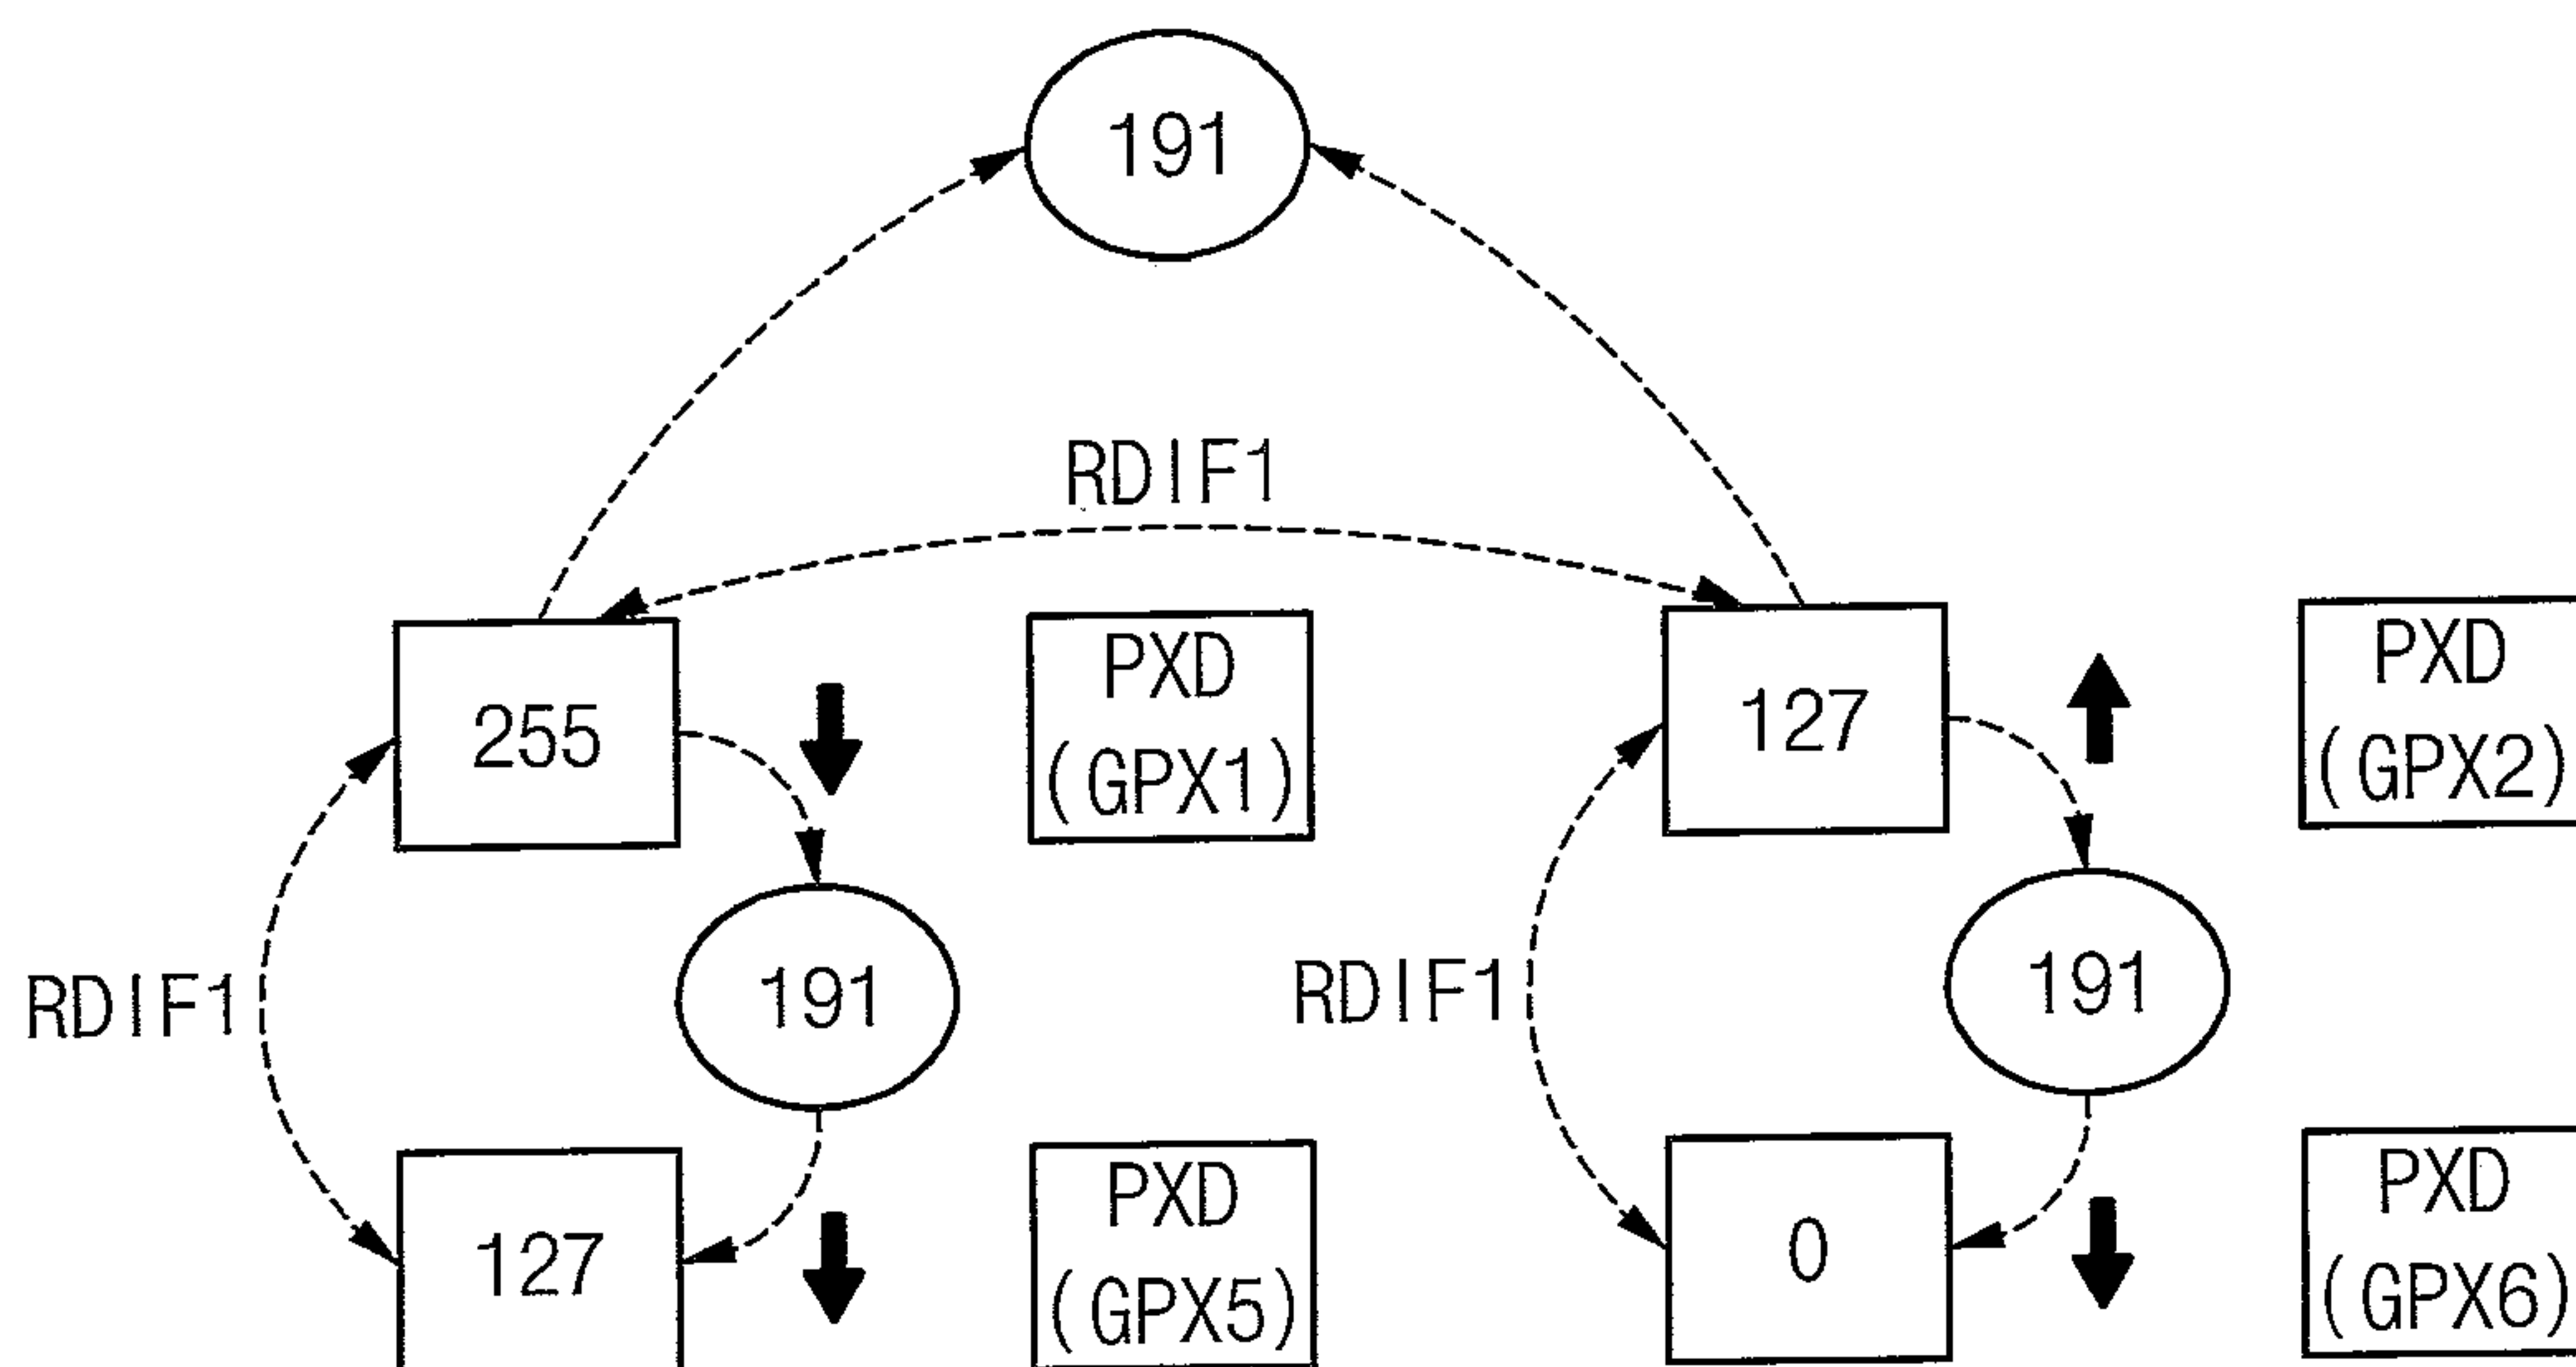 191
RDIF1
255
PXD
(GPX1)
127
PXD
(GPX2)
RDIF1
191
RDIF1
191
127
PXD
(GPX5)
0
PXD
(GPX6)